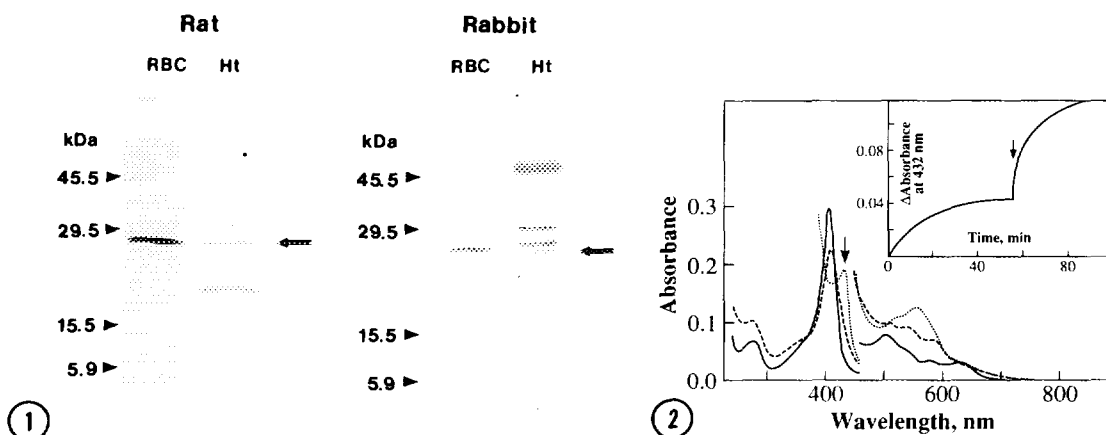 Rat
RBC Ht
kDa
45.5
29.5
15.5
5.9
1
Rabbit
RBC Ht
kDa
45.5
29.5
15.5
5.9
2
Absorbance
0.3
0.2
0.1
0.0
400 600 800
Wavelength, nm
ΔAbsorbance
at 432 nm
0.08
0.04
Time, min
0 40 80